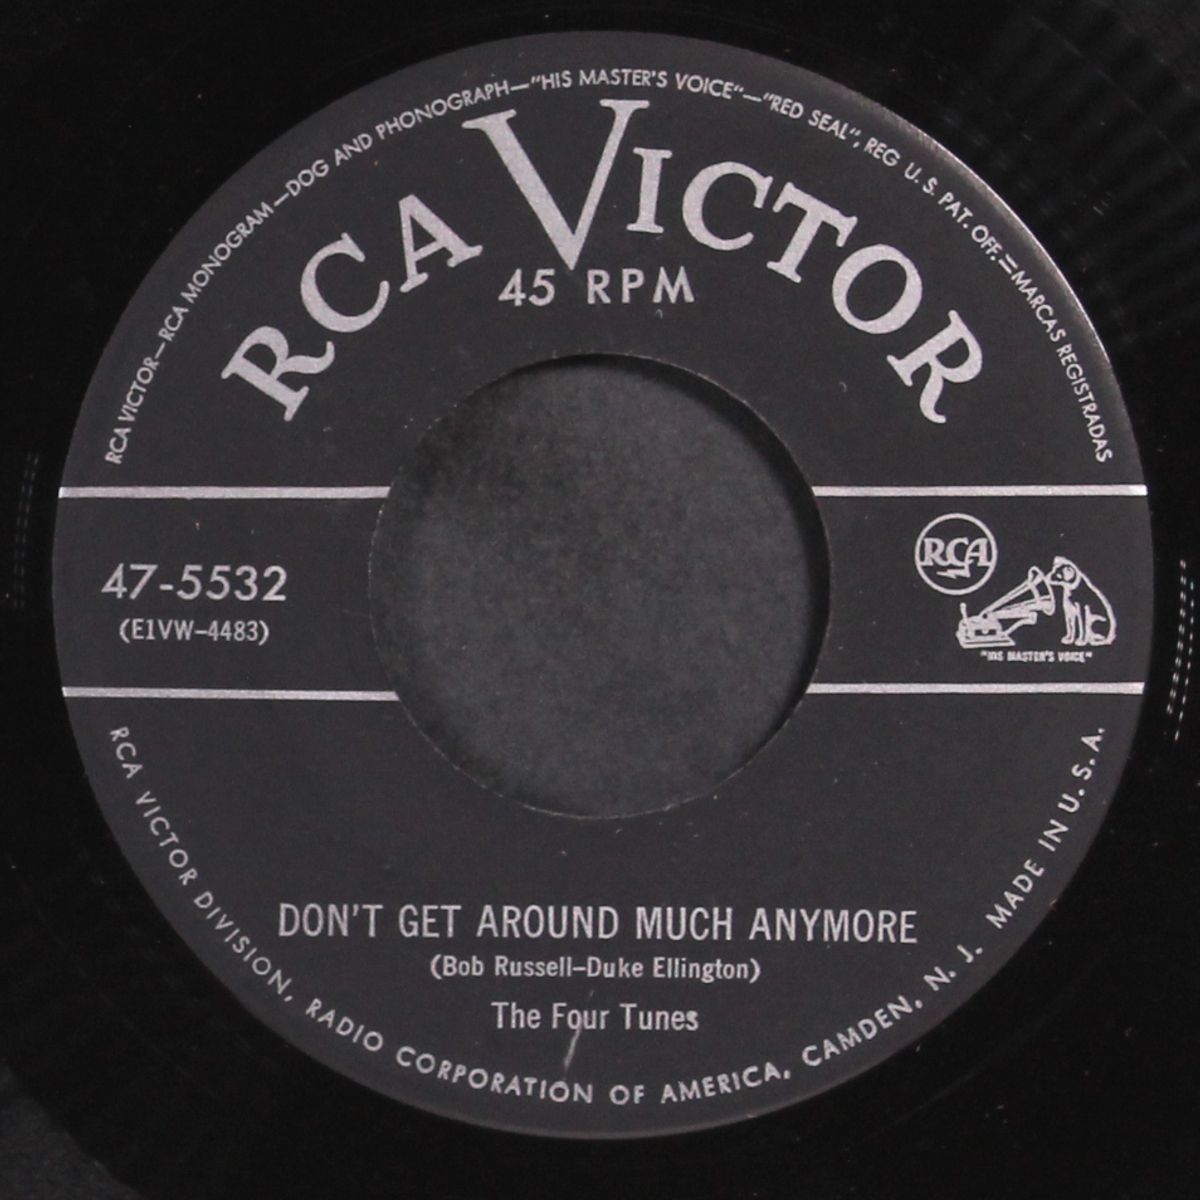 RCA VICTOR—RCA MONOGRAM—DOG AND PHONOGRAPH—"HIS MASTER'S VOICE"—"RED SEAL", REG U. S. PAT. OFF.—MARCAS REGISTRADAS
RCA VICTOR
45 RPM
47-5532
(E1VW-4483)
RCA
"HIS MASTER'S VOICE"
DON'T GET AROUND MUCH ANYMORE
(Bob Russell-Duke Ellington)
The Four Tunes
RCA VICTOR DIVISION, RADIO CORPORATION OF AMERICA, CAMDEN, N. J. MADE IN U. S. A.